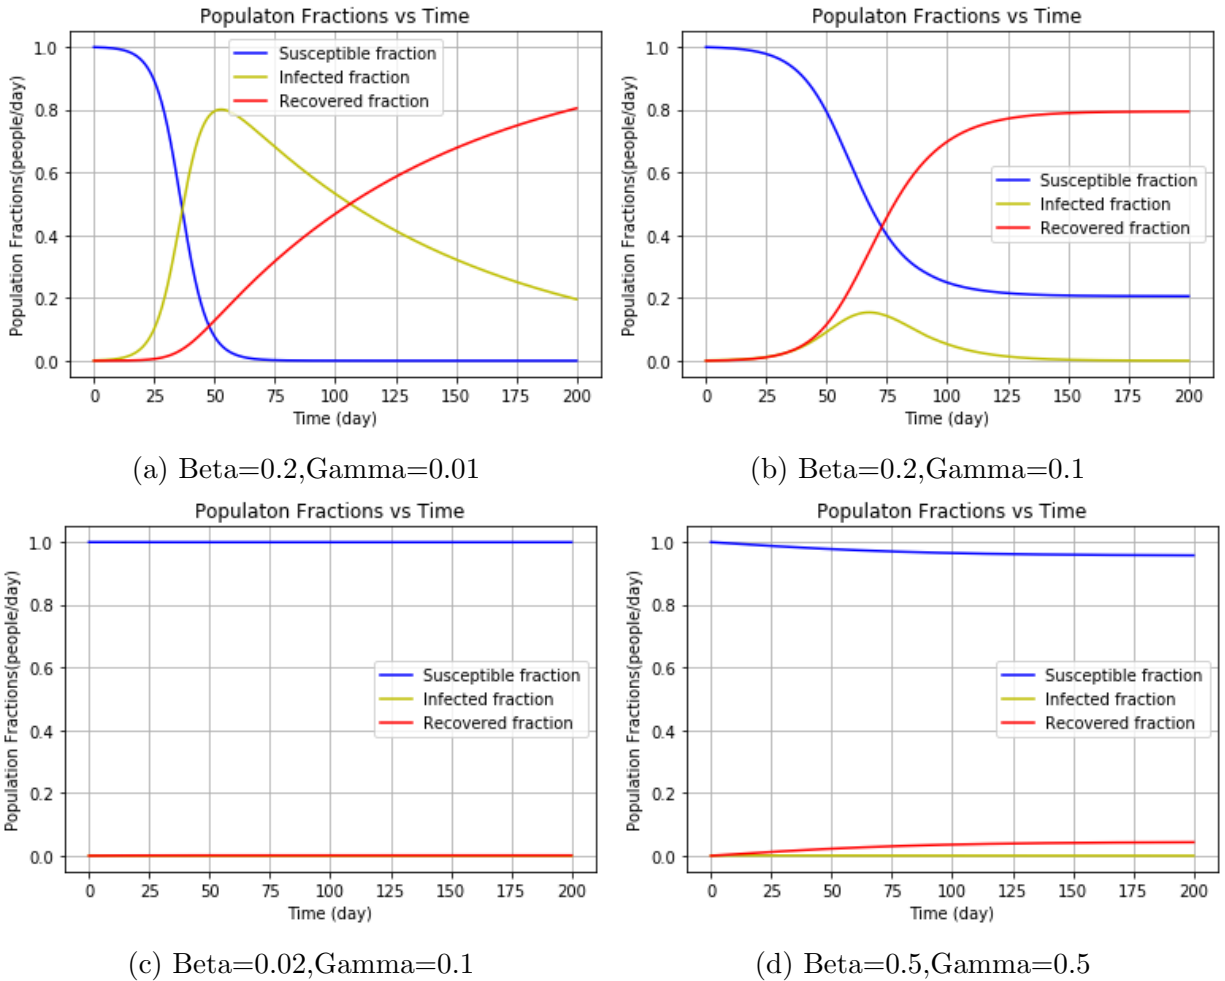 Populaton Fractions vs Time
Population Fractions(people/day)
1.0
0.8
0.6
0.4
0.2
0.0
Susceptible fraction
Infected fraction
Recovered fraction
0 25 50 75 100 125 150 175 200
Time (day)
(a) Beta=0.2,Gamma=0.01
Populaton Fractions vs Time
Population Fractions(people/day)
1.0
0.8
0.6
0.4
0.2
0.0
Susceptible fraction
Infected fraction
Recovered fraction
0 25 50 75 100 125 150 175 200
Time (day)
(b) Beta=0.2,Gamma=0.1
Populaton Fractions vs Time
Population Fractions(people/day)
1.0
0.8
0.6
0.4
0.2
0.0
Susceptible fraction
Infected fraction
Recovered fraction
0 25 50 75 100 125 150 175 200
Time (day)
(c) Beta=0.02,Gamma=0.1
Populaton Fractions vs Time
Population Fractions(people/day)
1.0
0.8
0.6
0.4
0.2
0.0
Susceptible fraction
Infected fraction
Recovered fraction
0 25 50 75 100 125 150 175 200
Time (day)
(d) Beta=0.5,Gamma=0.5